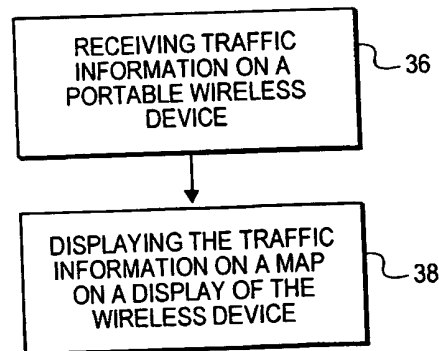 RECEIVING TRAFFIC
INFORMATION ON A
PORTABLE WIRELESS
DEVICE
36
DISPLAYING THE TRAFFIC
INFORMATION ON A MAP
ON A DISPLAY OF THE
WIRELESS DEVICE
38